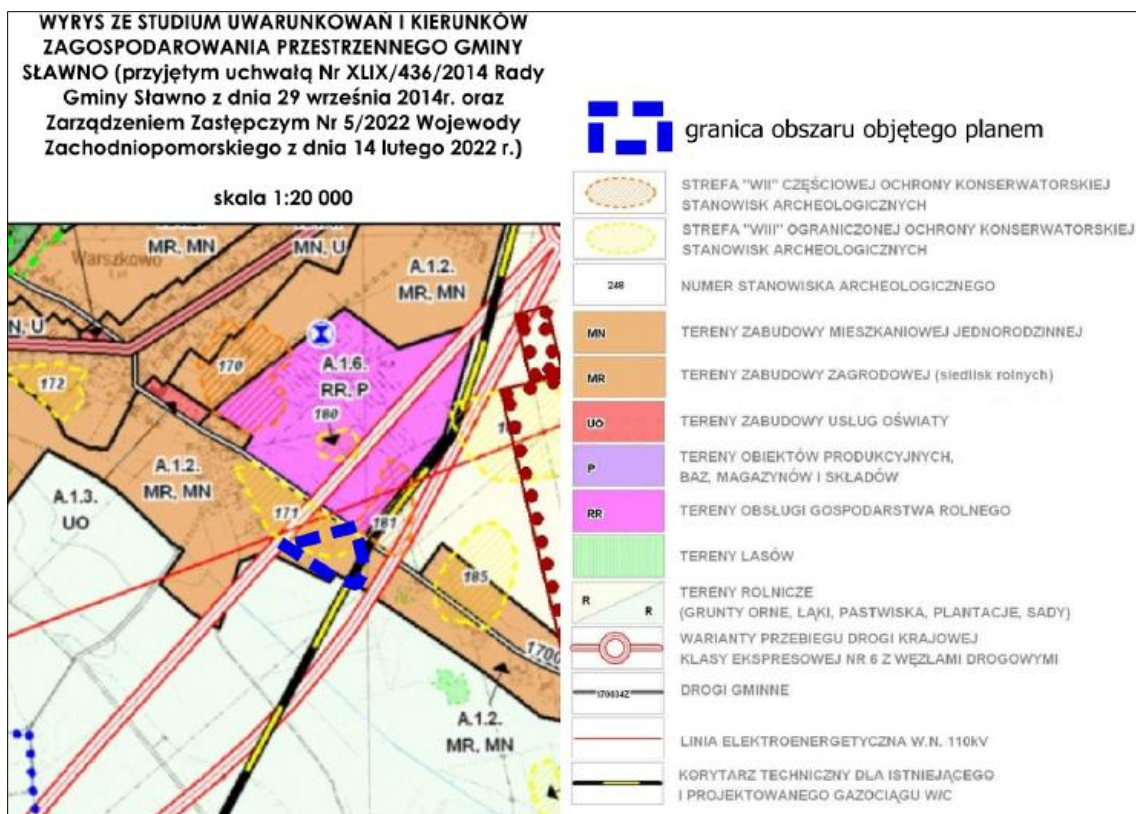 WYRYS ZE STUDIUM UWARUNKOWAŃ I KIERUNKÓW
ZAGOSPODAROWANIA PRZESTRZENNEGO GMINY
SŁAWNO (przyjętym uchwałą Nr XLIX/436/2014 Rady
Gminy Sławno z dnia 29 września 2014r. oraz
Zarządzeniem Zastępczym Nr 5/2022 Wojewody
Zachodniopomorskiego z dnia 14 lutego 2022 r.)
skala 1:20 000
MR, MN
MN, U
Warszkowo
A.1.2.
MR, MN
N, U
170
A.1.6.
RR, P
172
180
A.1.2.
MR, MN
A.1.3.
UO
171
181
185
1700
A.1.2.
MR, MN
granica obszaru objętego planem
STREFA "WII" CZĘŚCIOWEJ OCHRONY KONSERWATORSKIEJ
STANOWISK ARCHEOLOGICZNYCH
STREFA "WIII" OGRANICZONEJ OCHRONY KONSERWATORSKIEJ
STANOWISK ARCHEOLOGICZNYCH
248 NUMER STANOWISKA ARCHEOLOGICZNEGO
MN TERENY ZABUDOWY MIESZKANIOWEJ JEDNORODZINNEJ
MR TERENY ZABUDOWY ZAGRODOWEJ (siedlisk rolnych)
UO TERENY ZABUDOWY USŁUG OŚWIATY
P TERENY OBIEKTÓW PRODUKCYJNYCH,
BAZ, MAGAZYNÓW I SKŁADÓW
RR TERENY OBSŁUGI GOSPODARSTWA ROLNEGO
TERENY LASÓW
R R TERENY ROLNICZE
(GRUNTY ORNE, ŁĄKI, PASTWISKA, PLANTACJE, SADY)
WARIANTY PRZEBIEGU DROGI KRAJOWEJ
KLASY EKSPRESOWEJ NR 6 Z WĘZŁAMI DROGOWYMI
170034Z DROGI GMINNE
LINIA ELEKTROENERGETYCZNA W.N. 110kV
KORYTARZ TECHNICZNY DLA ISTNIEJĄCEGO
I PROJEKTOWANEGO GAZOCIĄGU W/C